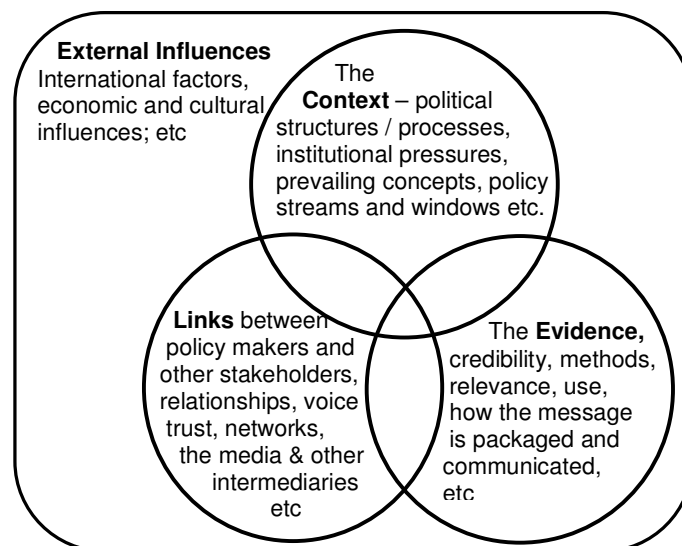 External Influences
International factors,
economic and cultural
influences; etc
The
Context – political
structures / processes,
institutional pressures,
prevailing concepts, policy
streams and windows etc.
Links between
policy makers and
other stakeholders,
relationships, voice
trust, networks,
the media & other
intermediaries
etc
The Evidence,
credibility, methods,
relevance, use,
how the message
is packaged and
communicated,
etc